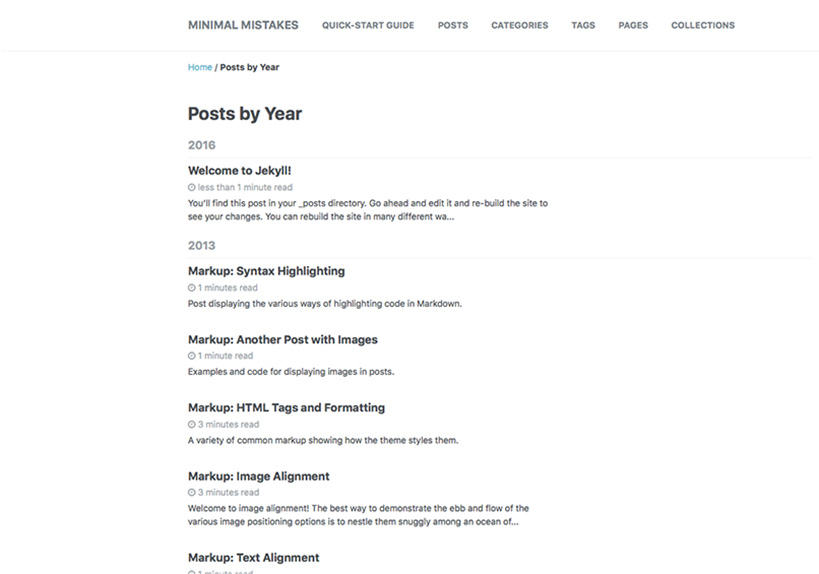 MINIMAL MISTAKES QUICK-START GUIDE POSTS CATEGORIES TAGS PAGES COLLECTIONS
Home / Posts by Year
Posts by Year
2016
Welcome to Jekyll!
less than 1 minute read
You'll find this post in your _posts directory. Go ahead and edit it and re-build the site to
see your changes. You can rebuild the site in many different wa...
2013
Markup: Syntax Highlighting
1 minutes read
Post displaying the various ways of highlighting code in Markdown.
Markup: Another Post with Images
1 minute read
Examples and code for displaying images in posts.
Markup: HTML Tags and Formatting
3 minutes read
A variety of common markup showing how the theme styles them.
Markup: Image Alignment
3 minutes read
Welcome to image alignment! The best way to demonstrate the ebb and flow of the
various image positioning options is to nestle them snuggly among an ocean of...
Markup: Text Alignment